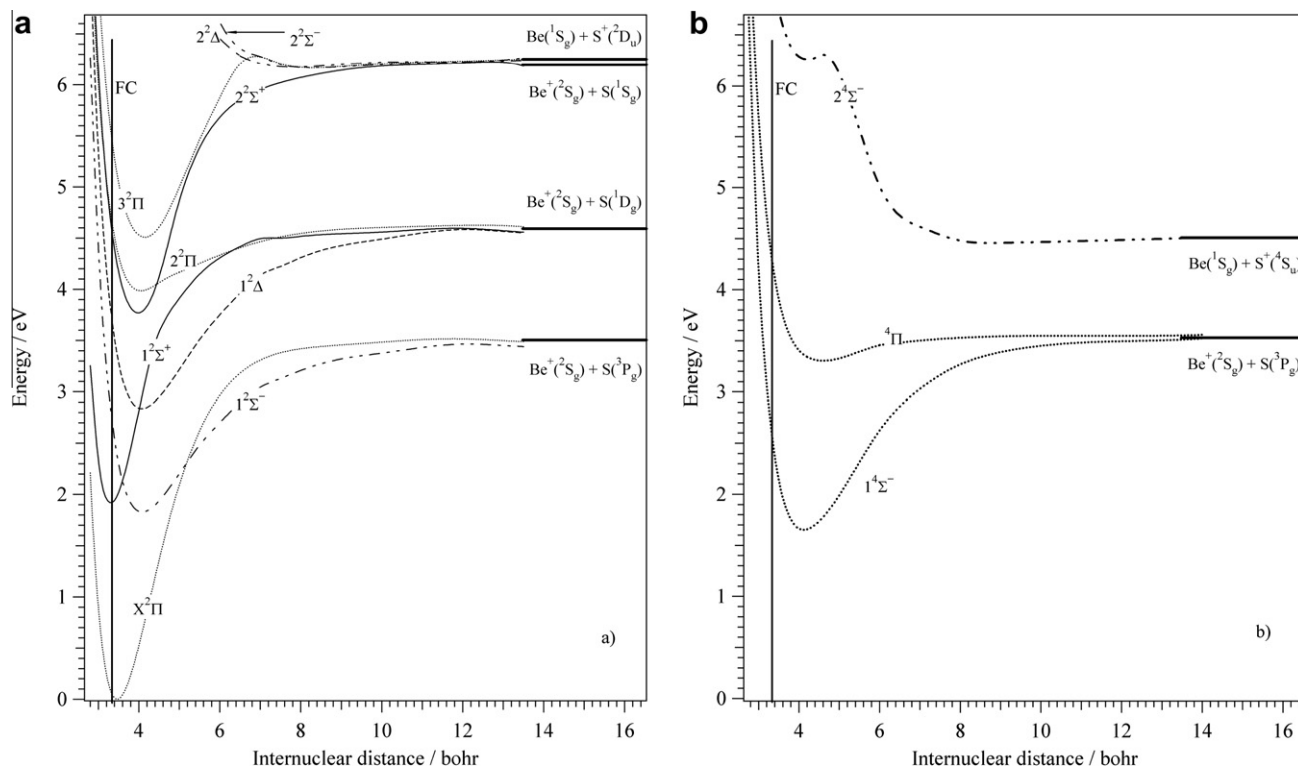 a
6
5
4
3
2
1
0
Energy / eV
FC
2²Δ
2²Σ⁻
2²Σ⁺
3²Π
2²Π
1²Δ
1²Σ⁺
1²Σ⁻
X²Π
Be(¹S_g) + S⁺(²D_u)
Be⁺(²S_g) + S(¹S_g)
Be⁺(²S_g) + S(¹D_g)
Be⁺(²S_g) + S(³P_g)
a)
4 6 8 10 12 14 16
Internuclear distance / bohr
b
6
5
4
3
2
1
0
Energy / eV
FC
2⁴Σ⁻
⁴Π
1⁴Σ⁻
Be(¹S_g) + S⁺(⁴S_u)
Be⁺(²S_g) + S(³P_g)
b)
4 6 8 10 12 14 16
Internuclear distance / bohr